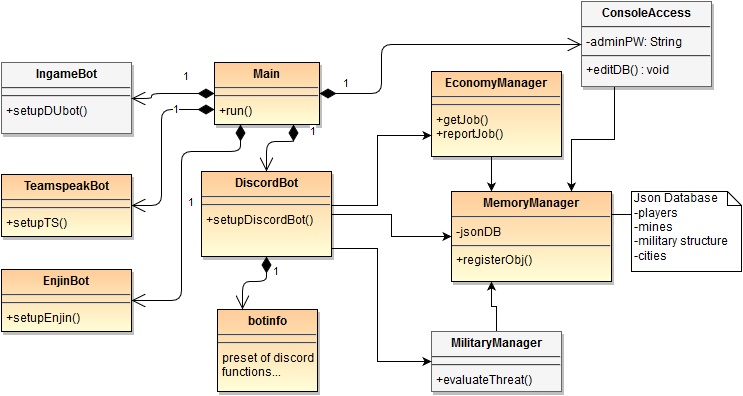 ConsoleAccess
-adminPW: String
+editDB() : void
IngameBot
+setupDUbot()
1
Main
+run()
1
EconomyManager
+getJob()
+reportJob()
1
1
TeamspeakBot
+setupTS()
1
DiscordBot
+setupDiscordBot()
MemoryManager
-jsonDB
+registerObj()
Json Database
-players
-mines
-military structure
-cities
EnjinBot
+setupEnjin()
1
botinfo
preset of discord
functions...
MilitaryManager
+evaluateThreat()